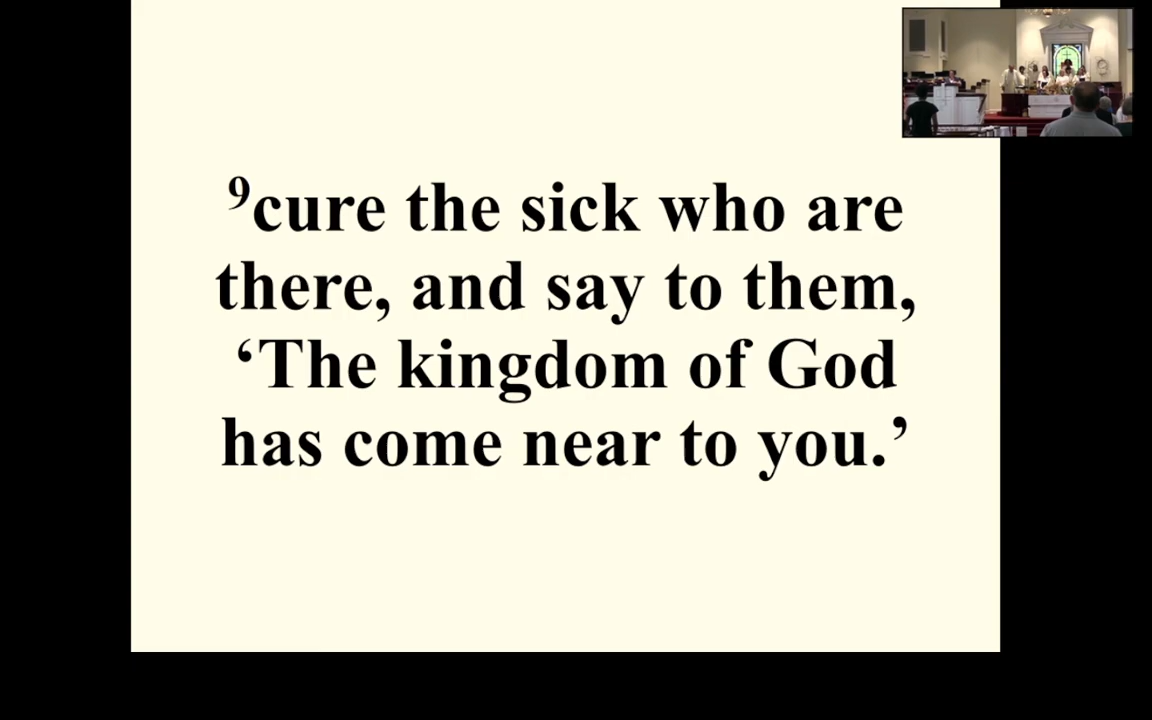 ⁹cure the sick who are
there, and say to them,
‘The kingdom of God
has come near to you.’